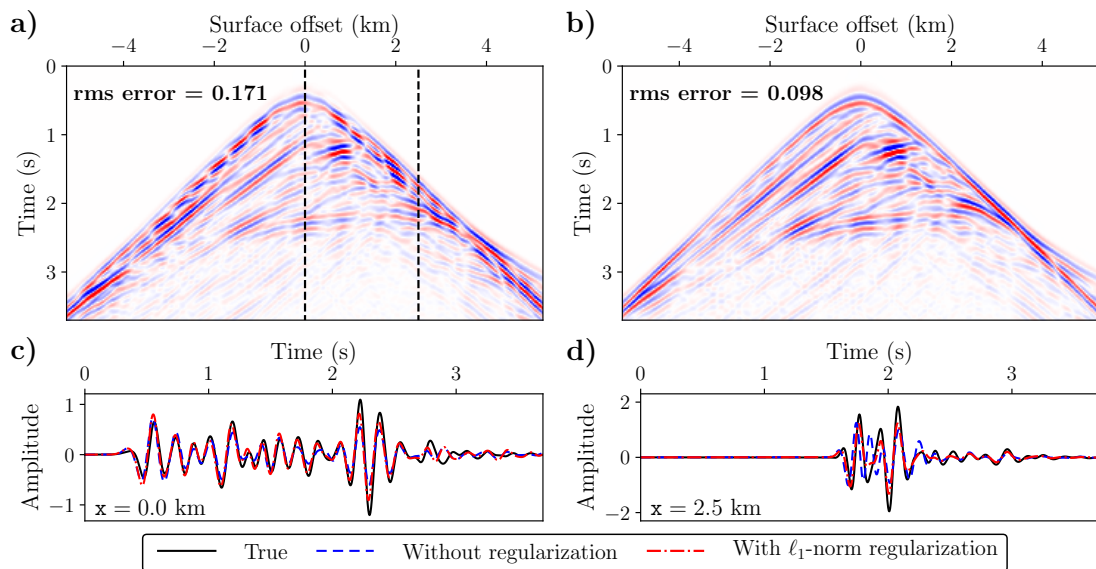 a)
Surface offset (km)
−4 −2 0 2 4
0
1
2
3
Time (s)
rms error = 0.171
b)
Surface offset (km)
−4 −2 0 2 4
0
1
2
3
Time (s)
rms error = 0.098
c)
Time (s)
0 1 2 3
1
0
−1
Amplitude
x = 0.0 km
d)
Time (s)
0 1 2 3
2
0
−2
Amplitude
x = 2.5 km
True Without regularization With ℓ₁-norm regularization